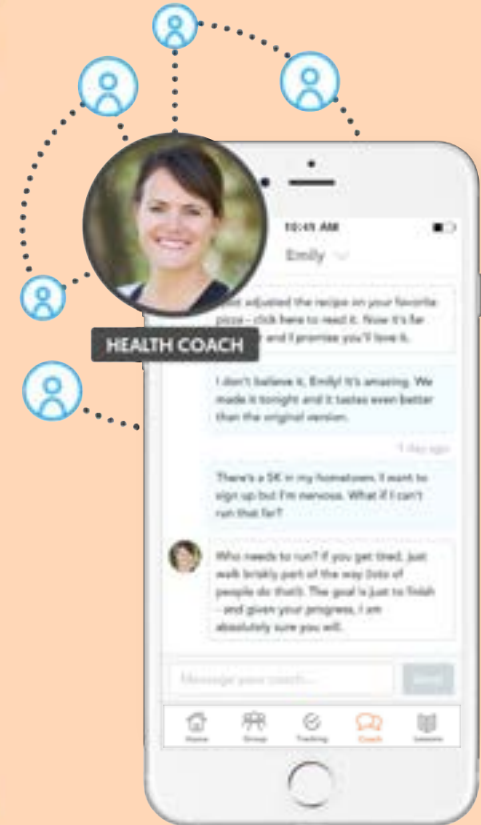 10:41 AM
Emily
adjusted the recipe on your favorite
pizza - click here to read it. Now it's far
and I promise you'll love it.
HEALTH COACH
I don't believe it, Emily! It's amazing. We
made it tonight and it tastes even better
than the original version.
1 day ago
There's a 5K in my hometown. I want to
sign up but I'm nervous. What if I can't
run that far?
Who needs to run? If you get tired, just
walk briskly part of the way (lots of
people do that). The goal is just to finish
- and given your progress, I am
absolutely sure you will.
Message your coach...
Send
Home
Group
Tracking
Coach
Lessons